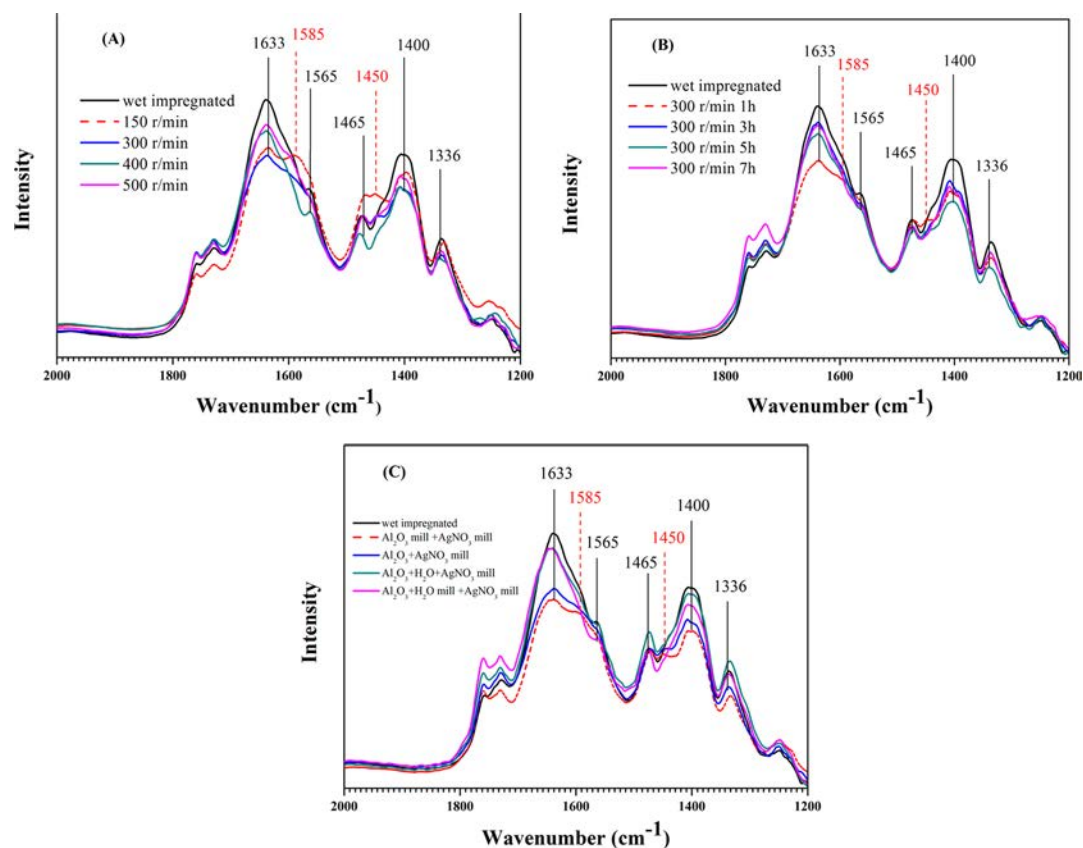 (A)
1633
1585
1565
1465
1450
1400
1336
wet impregnated
150 r/min
300 r/min
400 r/min
500 r/min
Intensity
2000 1800 1600 1400 1200
Wavenumber (cm⁻¹)
(B)
1633
1585
1565
1465
1450
1400
1336
wet impregnated
300 r/min 1h
300 r/min 3h
300 r/min 5h
300 r/min 7h
Intensity
2000 1800 1600 1400 1200
Wavenumber (cm⁻¹)
(C)
1633
1585
1565
1465
1450
1400
1336
wet impregnated
Al₂O₃ mill +AgNO₃ mill
Al₂O₃+AgNO₃ mill
Al₂O₃+H₂O+AgNO₃ mill
Al₂O₃+H₂O mill +AgNO₃ mill
Intensity
2000 1800 1600 1400 1200
Wavenumber (cm⁻¹)